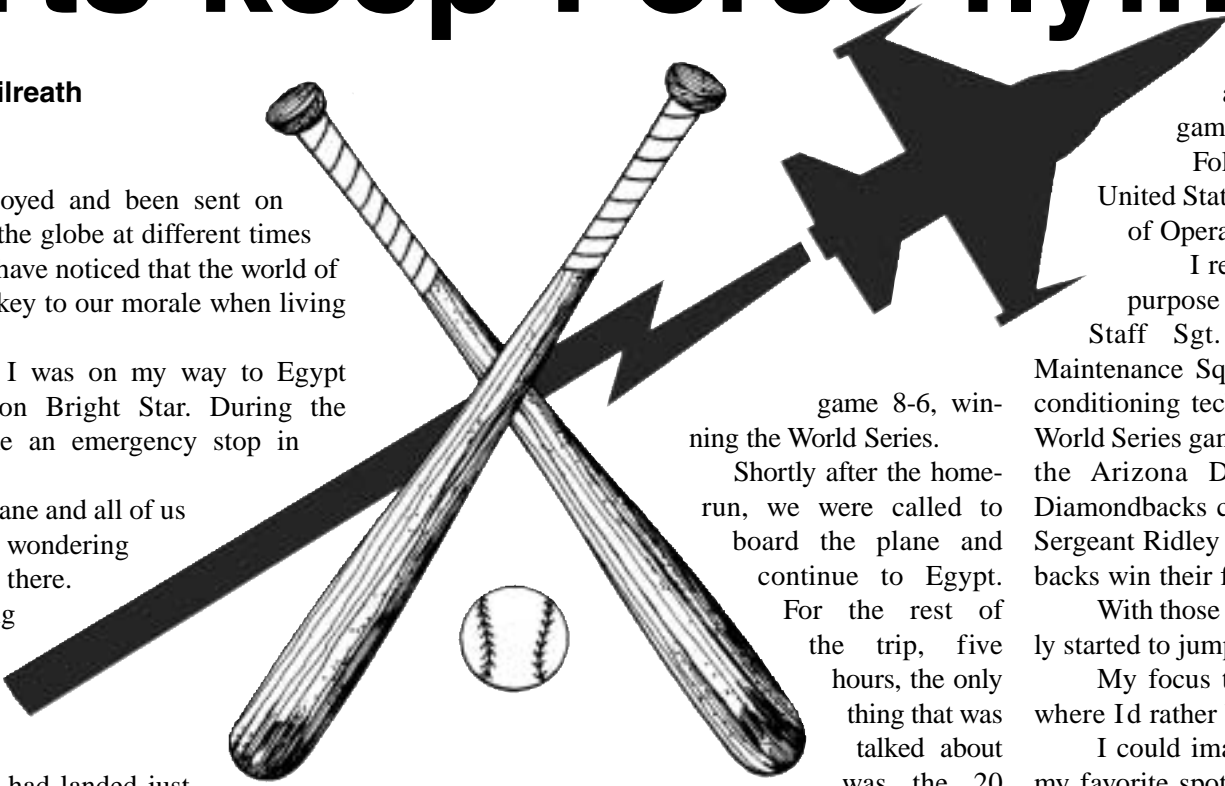 keep Force
ilreath
oyed and been sent on
the globe at different times
have noticed that the world of
key to our morale when living
I was on my way to Egypt
on Bright Star. During the
e an emergency stop in
ane and all of us
wondering
there.
g
had landed just
game 8-6, win-
ning the World Series.
Shortly after the home-
run, we were called to
board the plane and
continue to Egypt.
For the rest of
the trip, five
hours, the only
thing that was
talked about
was the 20
a
gam
Fol
United Stat
of Opera
I re
purpose
Staff Sgt.
Maintenance Sq
conditioning tec
World Series gam
the Arizona D
Diamondbacks c
Sergeant Ridley
backs win their f
With those
ly started to jump
My focus t
where Id rather
I could ima
my favorite spot